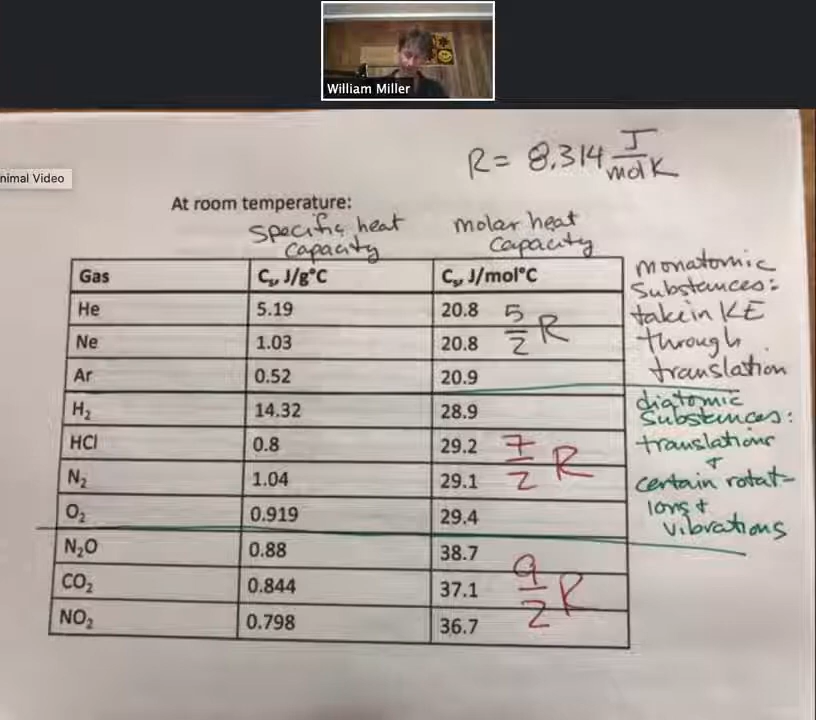 William Miller
nimal Video
R = 8.314 J/mol K
At room temperature:
specific heat capacity
molar heat capacity
Gas Cs, J/g°C Cs, J/mol°C
He 5.19 20.8
Ne 1.03 20.8
5/2 R
Ar 0.52 20.9
H₂ 14.32 28.9
HCl 0.8 29.2
7/2 R
N₂ 1.04 29.1
O₂ 0.919 29.4
N₂O 0.88 38.7
CO₂ 0.844 37.1
9/2 R
NO₂ 0.798 36.7
monatomic
substances:
take in KE
through
translation
diatomic
substances:
translations
+
certain rotat-
ions +
vibrations